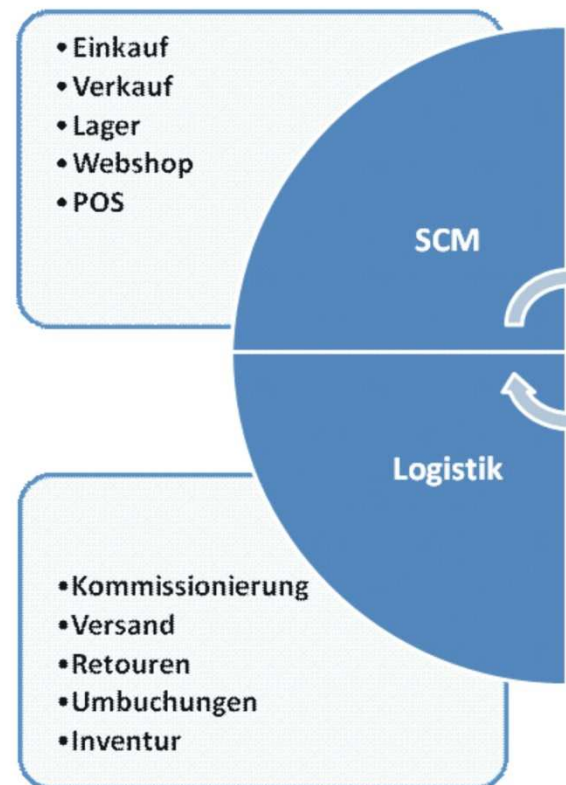 •Einkauf
•Verkauf
•Lager
•Webshop
•POS
SCM
Logistik
•Kommissionierung
•Versand
•Retouren
•Umbuchungen
•Inventur